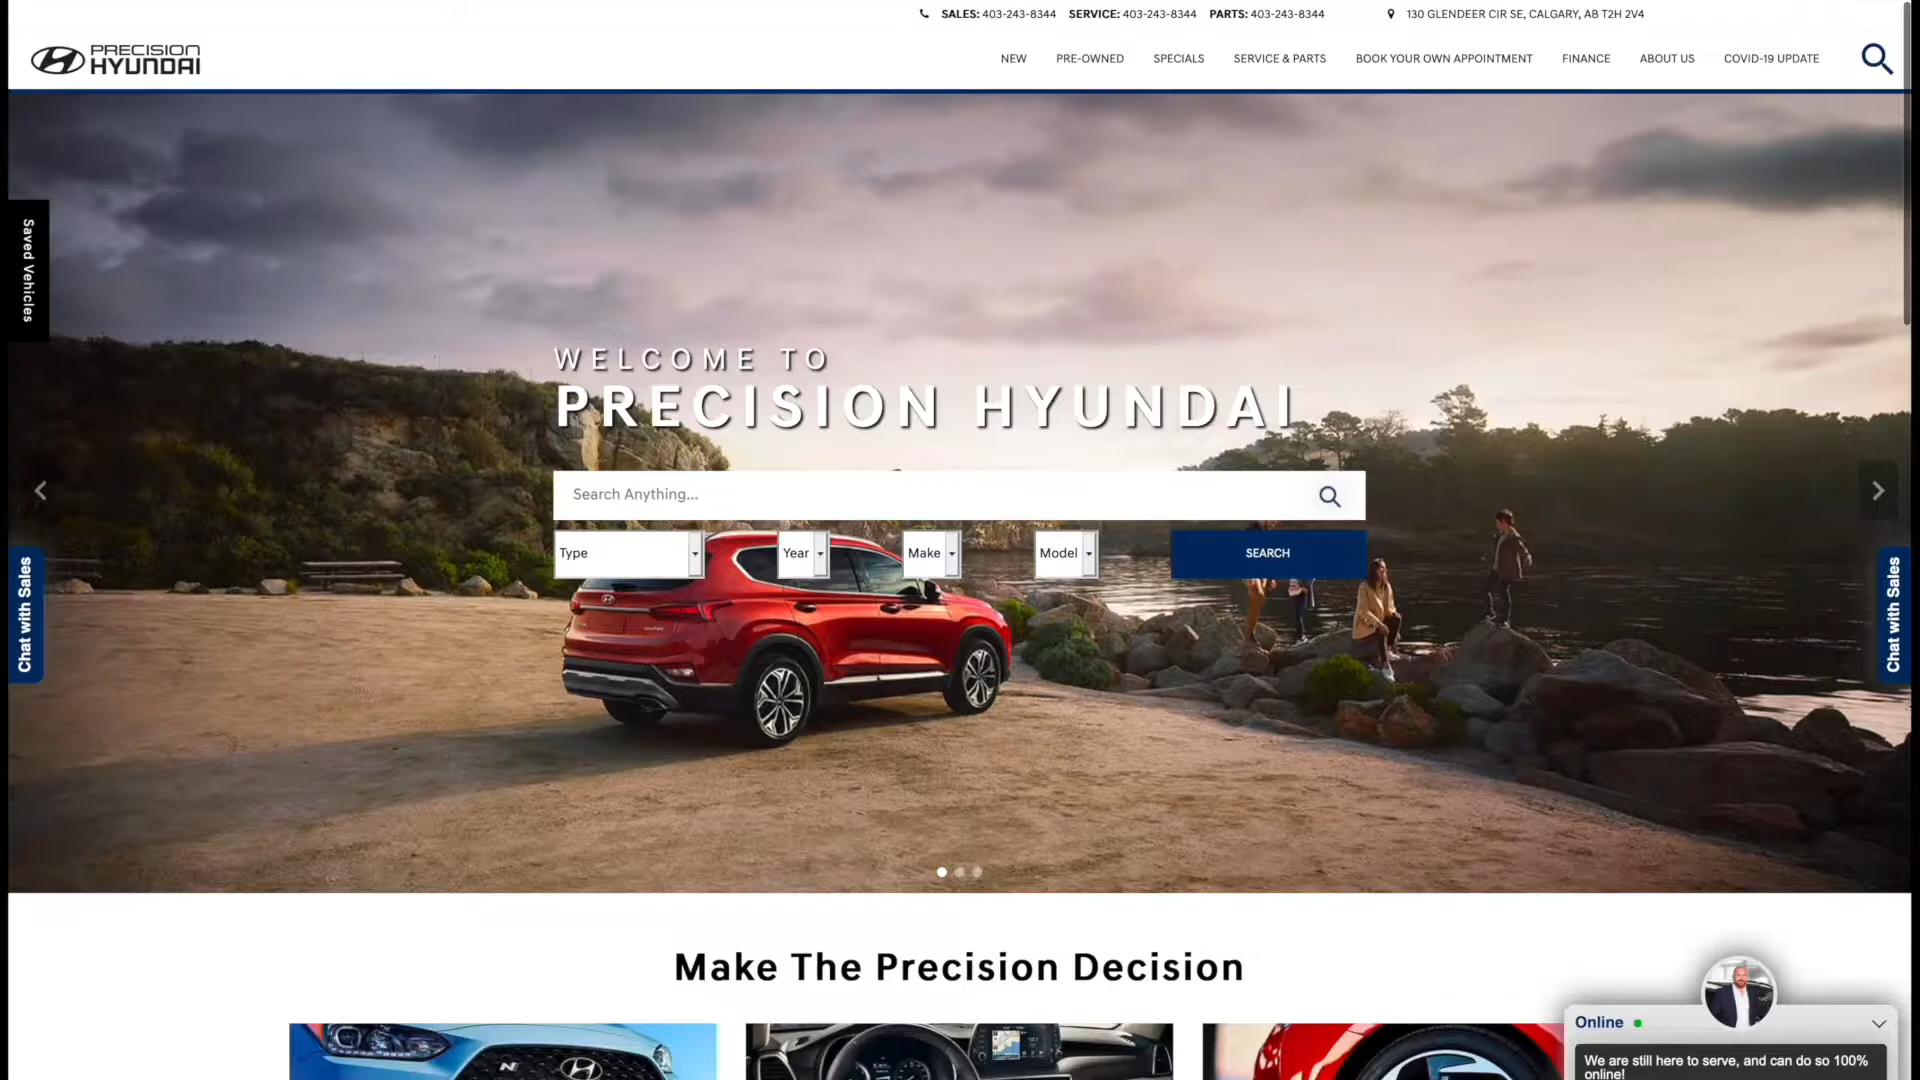 SALES: 403-243-8344 SERVICE: 403-243-8344 PARTS: 403-243-8344 130 GLENDEER CIR SE, CALGARY, AB T2H 2V4
PRECISION
HYUNDAI
NEW PRE-OWNED SPECIALS SERVICE & PARTS BOOK YOUR OWN APPOINTMENT FINANCE ABOUT US COVID-19 UPDATE
Saved Vehicles
WELCOME TO
PRECISION HYUNDAI
Search Anything...
Type Year Make Model SEARCH
Chat with Sales
Chat with Sales
Make The Precision Decision
N
Online
We are still here to serve, and can do so 100%
online!